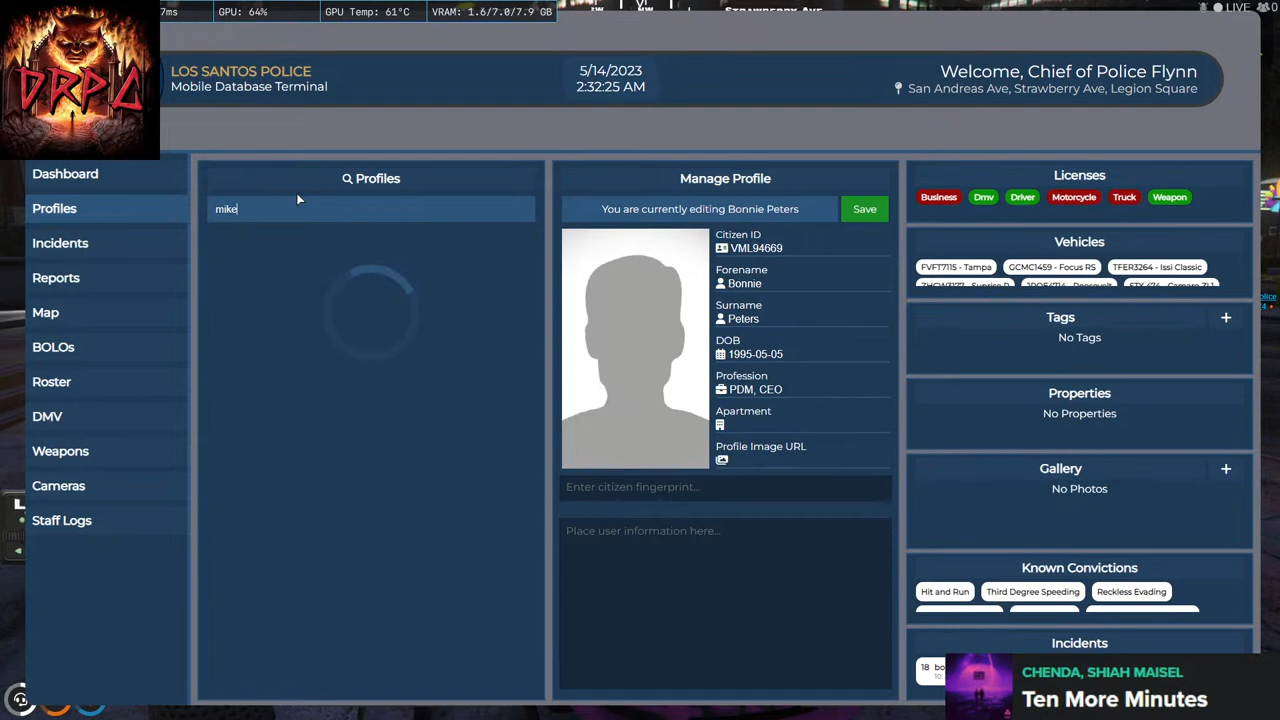 7ms GPU: 64% GPU Temp: 61°C VRAM: 1.6/7.0/7.9 GB
Strawberry Ave
LIVE 0
DRPC
LOS SANTOS POLICE
Mobile Database Terminal
5/14/2023
2:32:25 AM
Welcome, Chief of Police Flynn
San Andreas Ave, Strawberry Ave, Legion Square
Dashboard
Profiles
Incidents
Reports
Map
BOLOs
Roster
DMV
Weapons
Cameras
Staff Logs
Profiles
mike
Manage Profile
You are currently editing Bonnie Peters
Save
Citizen ID
VML94669
Forename
Bonnie
Surname
Peters
DOB
1995-05-05
Profession
PDM, CEO
Apartment
Profile Image URL
Enter citizen fingerprint...
Place user information here...
Licenses
Business Dmv Driver Motorcycle Truck Weapon
Vehicles
FVFT7115 - Tampa GCMC1459 - Focus RS TFER3264 - Issi Classic
Tags
+
No Tags
Properties
No Properties
Gallery
+
No Photos
Known Convictions
Hit and Run Third Degree Speeding Reckless Evading
Incidents
18
CHENDA, SHIAH MAISEL
Ten More Minutes